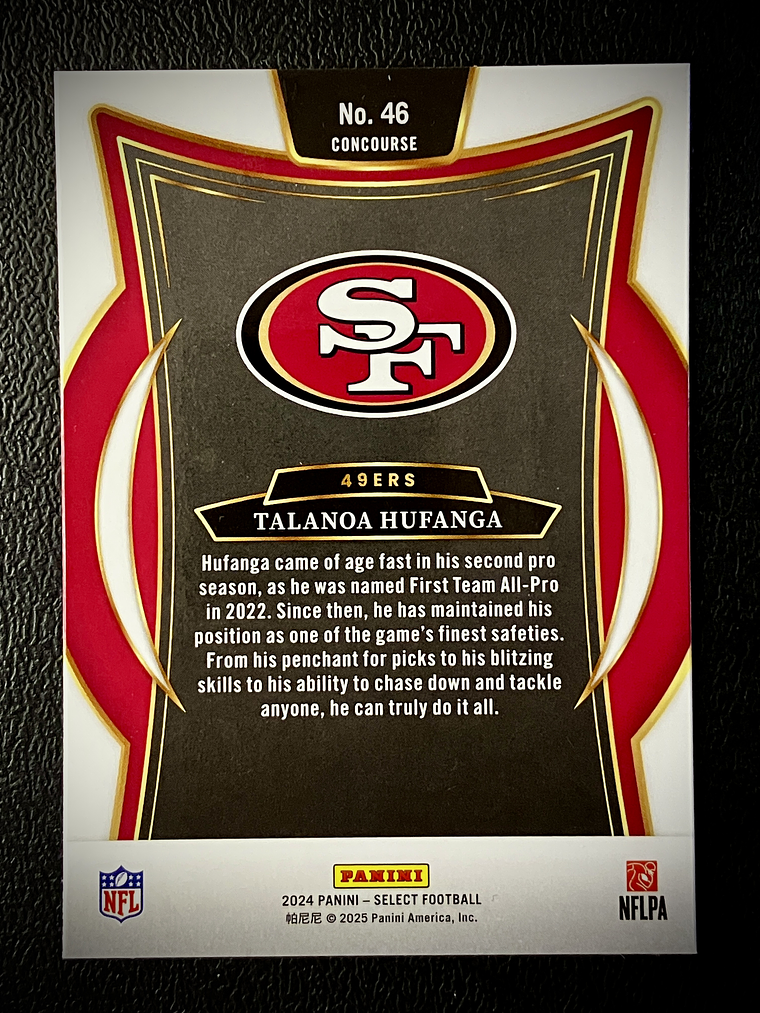 No. 46
CONCOURSE
SF
49ERS
TALANOA HUFANGA
Hufanga came of age fast in his second pro
season, as he was named First Team All-Pro
in 2022. Since then, he has maintained his
position as one of the game's finest safeties.
From his penchant for picks to his blitzing
skills to his ability to chase down and tackle
anyone, he can truly do it all.
PANINI
2024 PANINI – SELECT FOOTBALL
帕尼尼 © 2025 Panini America, Inc.
NFL
NFLPA